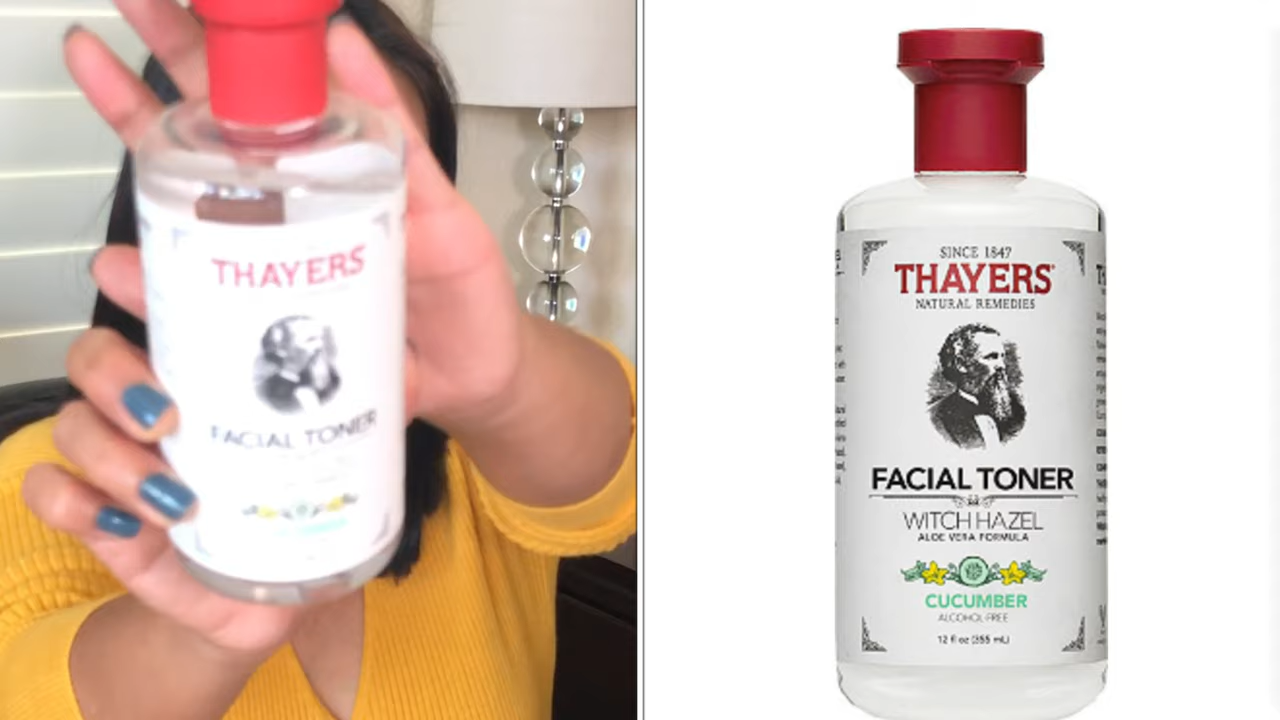 THAYERS
FACIAL TONER
SINCE 1847
THAYERS
NATURAL REMEDIES
FACIAL TONER
WITCH HAZEL
ALOE VERA FORMULA
CUCUMBER
ALCOHOL-FREE
12 fl oz (355 mL)